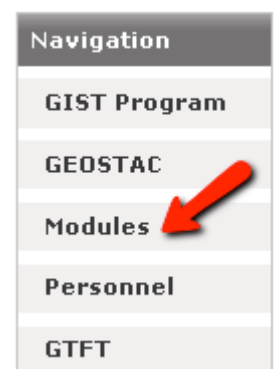 Navigation
GIST Program
GEOSTAC
Modules
Personnel
GTFT